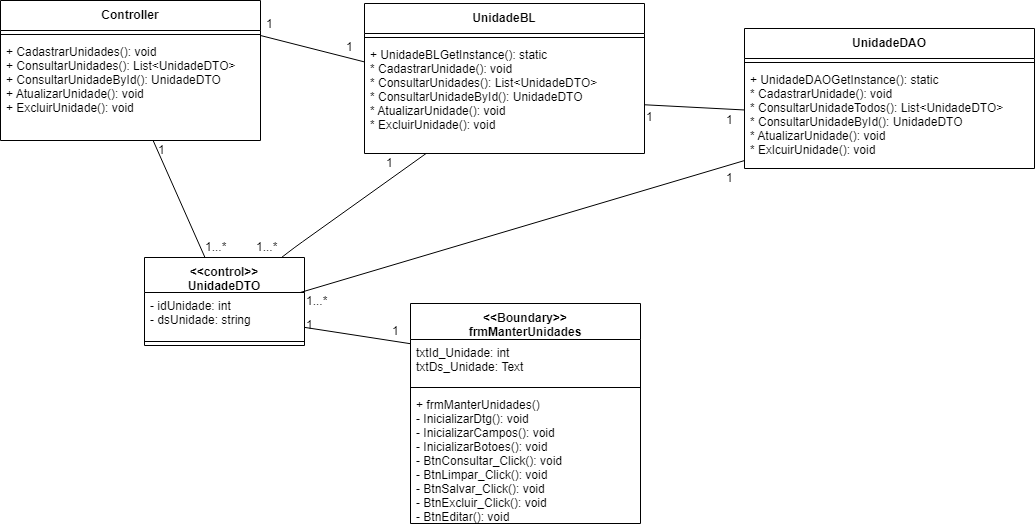 Controller
+ CadastrarUnidades(): void
+ ConsultarUnidades(): List<UnidadeDTO>
+ ConsultarUnidadeById(): UnidadeDTO
+ AtualizarUnidade(): void
+ ExcluirUnidade(): void
1
1
UnidadeBL
+ UnidadeBLGetInstance(): static
* CadastrarUnidade(): void
* ConsultarUnidades(): List<UnidadeDTO>
* ConsultarUnidadeById(): UnidadeDTO
* AtualizarUnidade(): void
* ExcluirUnidade(): void
1
1
UnidadeDAO
+ UnidadeDAOGetInstance(): static
* CadastrarUnidade(): void
* ConsultarUnidadeTodos(): List<UnidadeDTO>
* ConsultarUnidadeById(): UnidadeDTO
* AtualizarUnidade(): void
* ExlcuirUnidade(): void
1
1
1
1...*
1...*
<<control>>
UnidadeDTO
- idUnidade: int
- dsUnidade: string
1...*
1
1
<<Boundary>>
frmManterUnidades
txtId_Unidade: int
txtDs_Unidade: Text
+ frmManterUnidades()
- InicializarDtg(): void
- InicializarCampos(): void
- InicializarBotoes(): void
- BtnConsultar_Click(): void
- BtnLimpar_Click(): void
- BtnSalvar_Click(): void
- BtnExcluir_Click(): void
- BtnEditar(): void